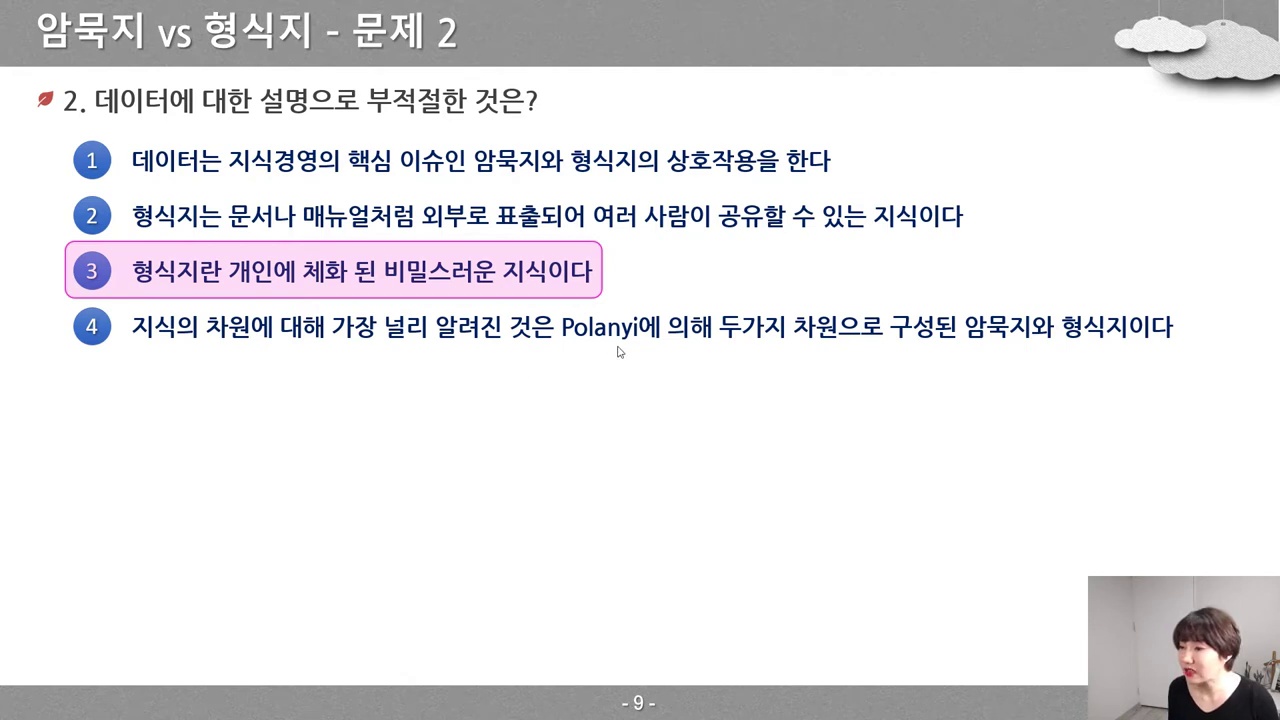 암묵지 vs 형식지 - 문제 2
2. 데이터에 대한 설명으로 부적절한 것은?
1 데이터는 지식경영의 핵심 이슈인 암묵지와 형식지의 상호작용을 한다
2 형식지는 문서나 매뉴얼처럼 외부로 표출되어 여러 사람이 공유할 수 있는 지식이다
3 형식지란 개인에 체화 된 비밀스러운 지식이다
4 지식의 차원에 대해 가장 널리 알려진 것은 Polanyi에 의해 두가지 차원으로 구성된 암묵지와 형식지이다
- 9 -